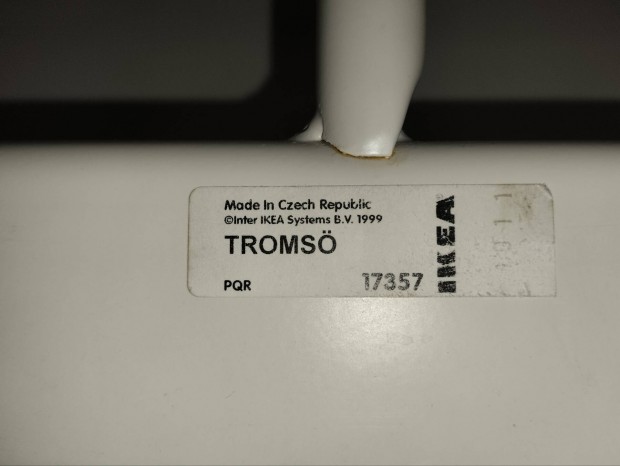 Made In Czech Republic
©Inter IKEA Systems B.V. 1999
TROMSÖ
PQR
17357
IKEA